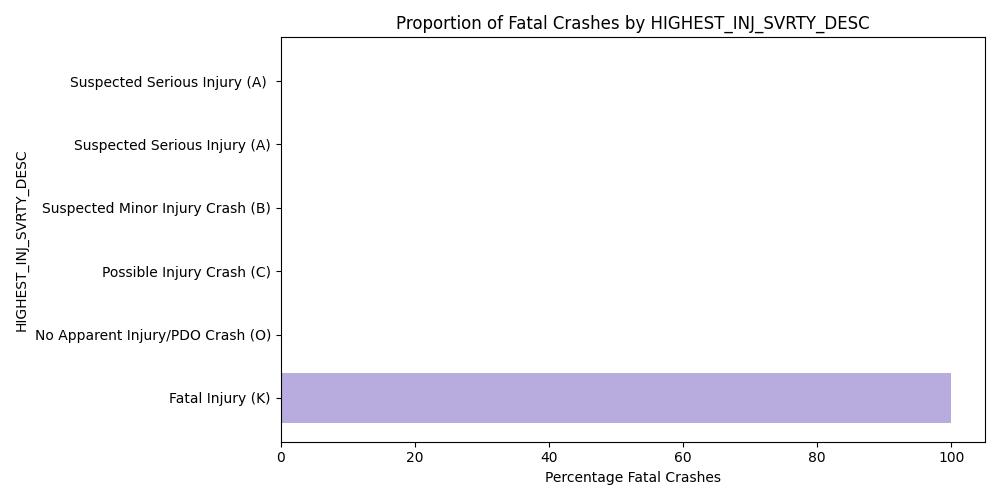 Proportion of Fatal Crashes by HIGHEST_INJ_SVRTY_DESC
HIGHEST_INJ_SVRTY_DESC
Suspected Serious Injury (A)
Suspected Serious Injury (A)
Suspected Minor Injury Crash (B)
Possible Injury Crash (C)
No Apparent Injury/PDO Crash (O)
Fatal Injury (K)
0 20 40 60 80 100
Percentage Fatal Crashes